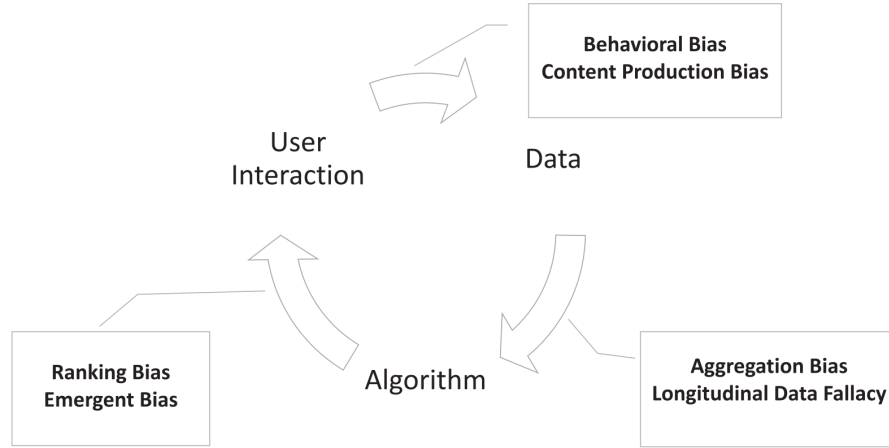 Behavioral Bias
Content Production Bias
User
Interaction
Data
Ranking Bias
Emergent Bias
Algorithm
Aggregation Bias
Longitudinal Data Fallacy